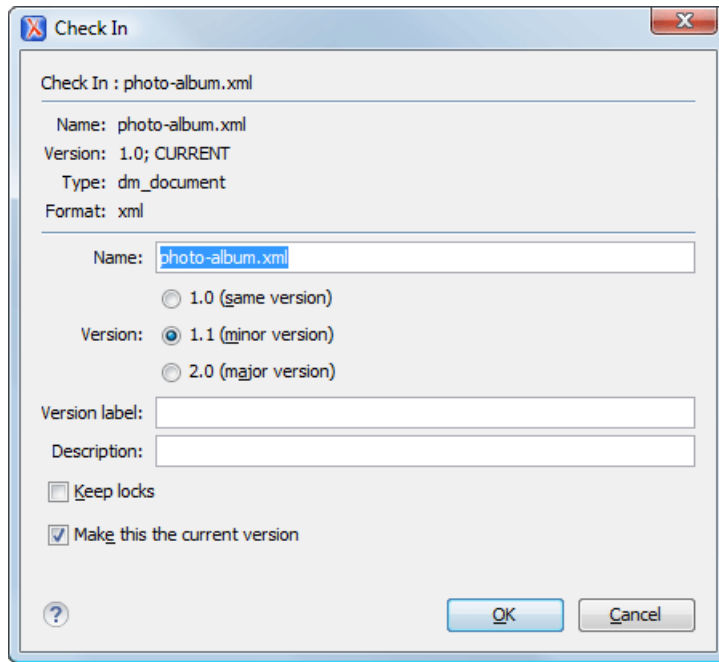 Check In
Check In : photo-album.xml
Name: photo-album.xml
Version: 1.0; CURRENT
Type: dm_document
Format: xml
Name: photo-album.xml
1.0 (same version)
Version: 1.1 (minor version)
2.0 (major version)
Version label:
Description:
Keep locks
Make this the current version
? OK Cancel